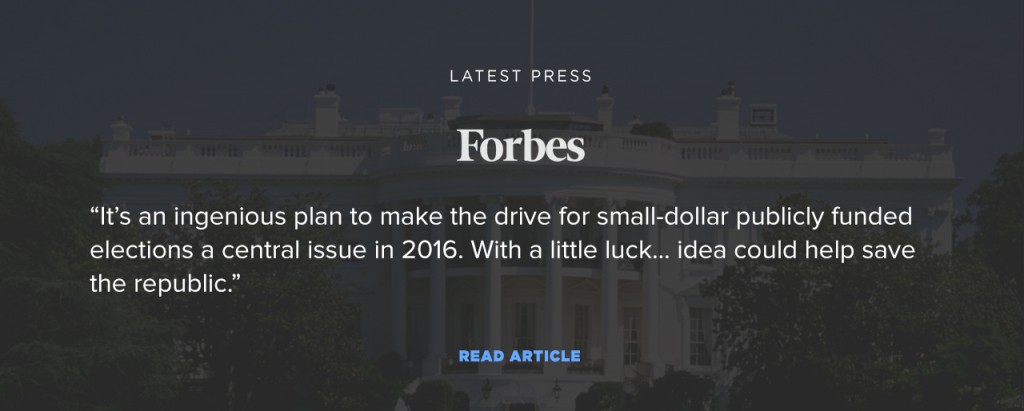 LATEST PRESS
Forbes
“It’s an ingenious plan to make the drive for small-dollar publicly funded
elections a central issue in 2016. With a little luck... idea could help save
the republic.”
READ ARTICLE